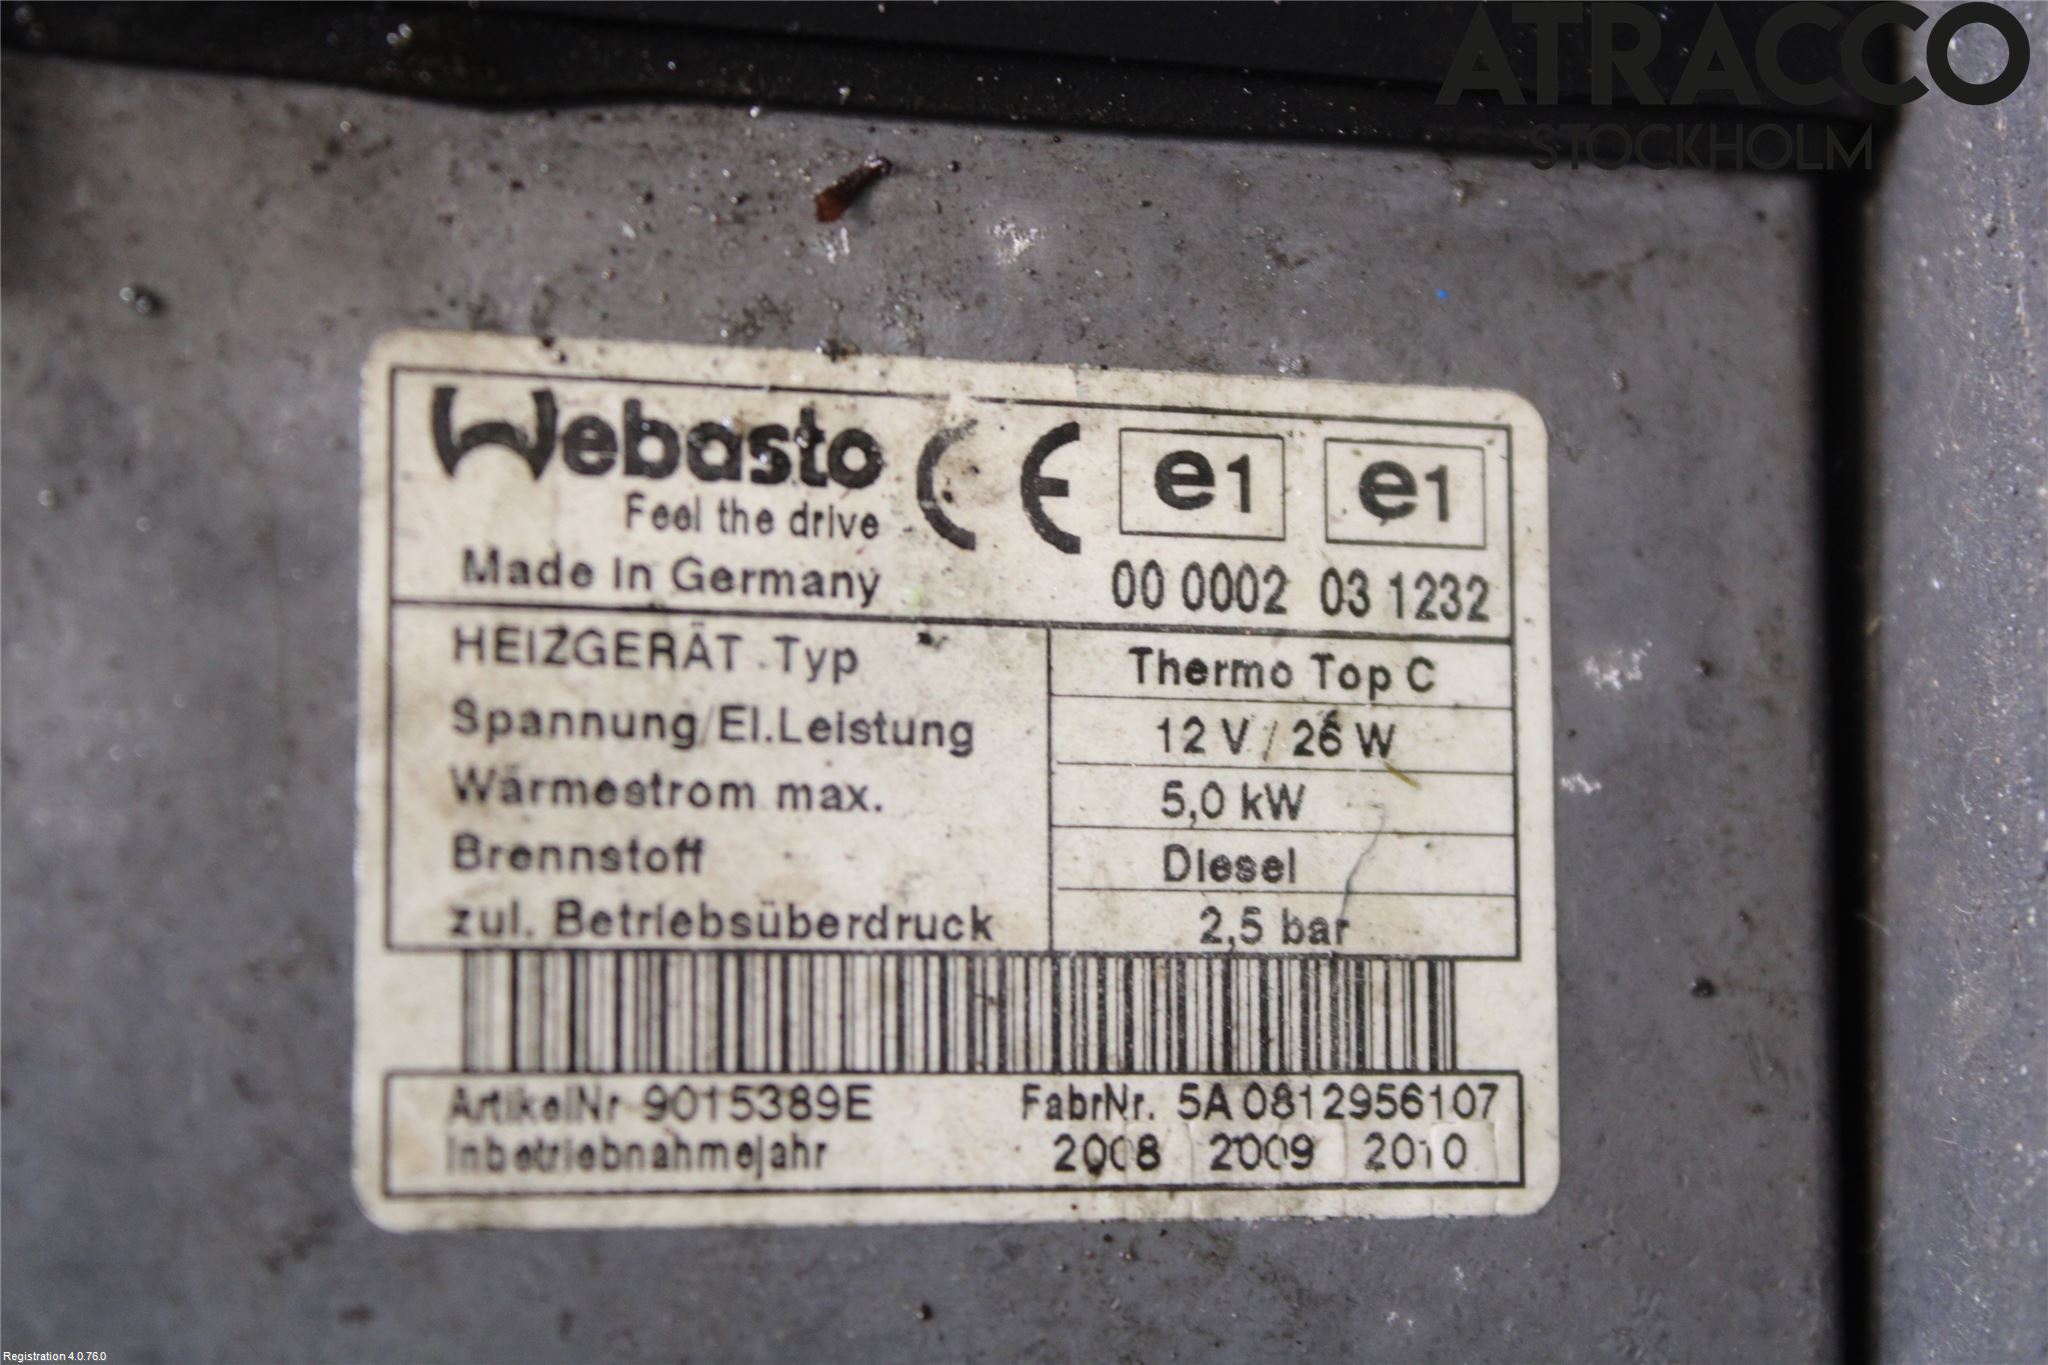 ATRACCO
STOCKHOLM
Webasto CE e1 e1
Feel the drive
Made in Germany 00 0002 03 1232
HEIZGERÄT Typ Thermo Top C
Spannung/El.Leistung 12 V / 26 W
Wärmestrom max. 5,0 kW
Brennstoff Diesel
zul. Betriebsüberdruck 2,5 bar
ArtikelNr 9015389E FabrNr. 5A0812956107
Inbetriebnahmejahr 2008 2009 2010
Registration 4.0.76.0